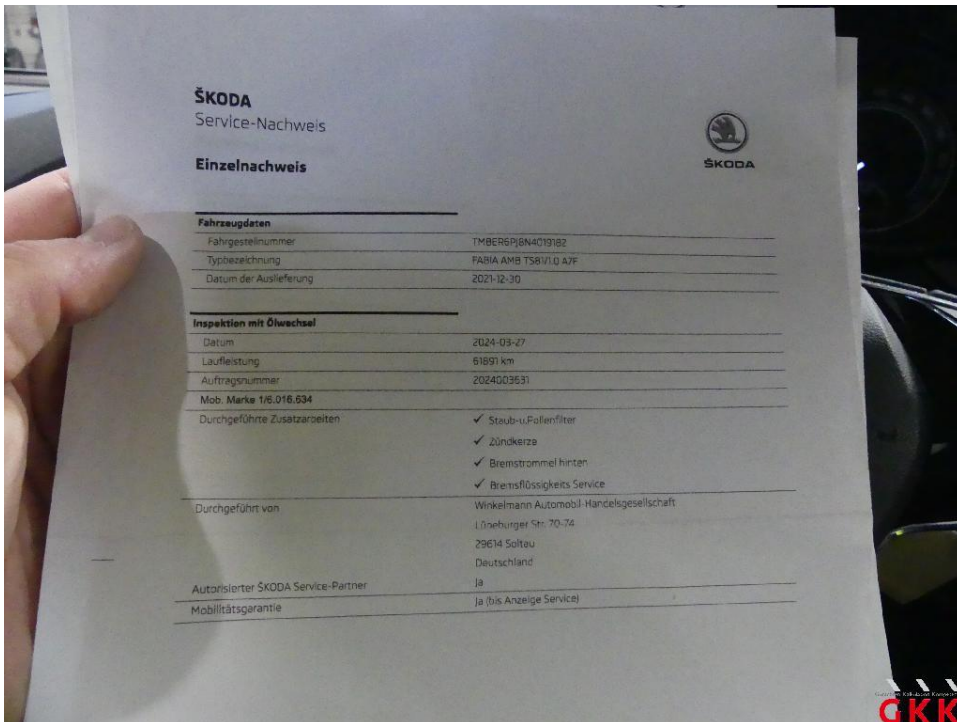 ŠKODA
Service-Nachweis
ŠKODA
Einzelnachweis
Fahrzeugdaten
Fahrgestellnummer TMBER6PJ8N4019182
Typbezeichnung FABIA AMB TS81/1.0 A7F
Datum der Auslieferung 2021-12-30
Inspektion mit Ölwechsel
Datum 2024-03-27
Laufleistung 61891 km
Auftragsnummer 2024003631
Mob. Marke 1/6.016.634
Durchgeführte Zusatzarbeiten ✓ Staub-u.Pollenfilter
✓ Zündkerze
✓ Bremstrommel hinten
✓ Bremsflüssigkeits Service
Durchgeführt von Winkelmann Automobil-Handelsgesellschaft
Lüneburger Str. 70-74
29614 Soltau
Deutschland
Autorisierter ŠKODA Service-Partner Ja
Mobilitätsgarantie Ja (bis Anzeige Service)
GKK